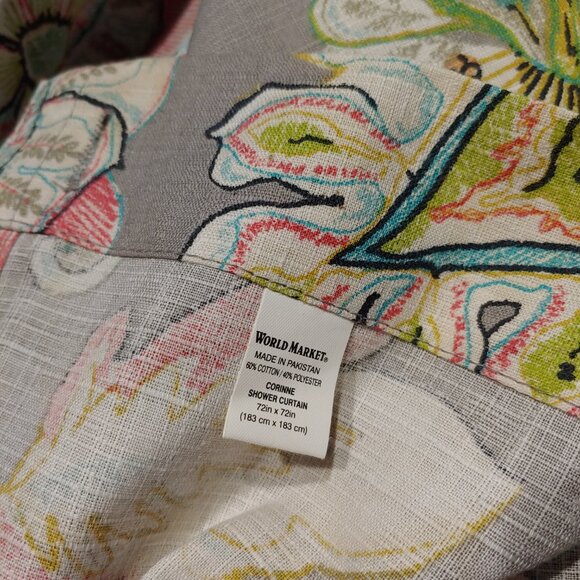 WORLD MARKET®
MADE IN PAKISTAN
60% COTTON / 40% POLYESTER
CORINNE
SHOWER CURTAIN
72in x 72in
(183 cm x 183 cm)